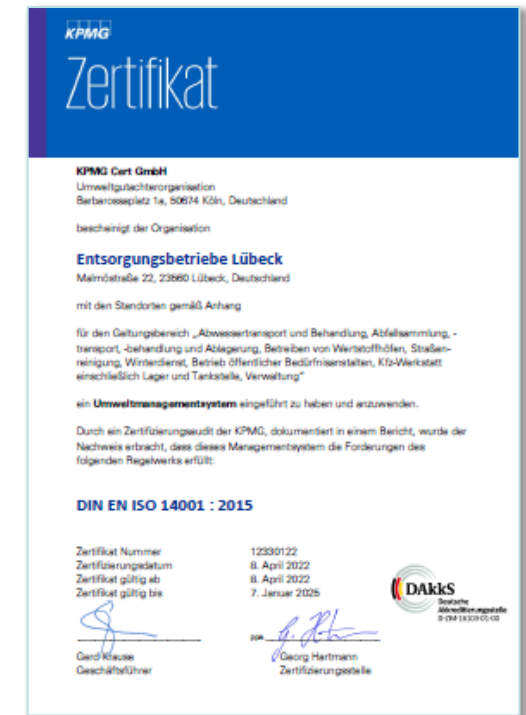 KPMG
Zertifikat
KPMG Cert GmbH
Umweltgutachterorganisation
Barbarossaplatz 1a, 50674 Köln, Deutschland
bescheinigt der Organisation
Entsorgungsbetriebe Lübeck
Malmöstraße 22, 23560 Lübeck, Deutschland
mit den Standorten gemäß Anhang
für den Geltungsbereich „Abwassertransport und Behandlung, Abfallsammlung, -
transport, -behandlung und Ablagerung, Betreiben von Wertstoffhöfen, Straßen-
reinigung, Winterdienst, Betrieb öffentlicher Bedürfnisanstalten, Kfz-Werkstatt
einschließlich Lager und Tankstelle, Verwaltung“
ein Umweltmanagementsystem eingeführt zu haben und anzuwenden.
Durch ein Zertifizierungsaudit der KPMG, dokumentiert in einem Bericht, wurde der
Nachweis erbracht, dass dieses Managementsystem die Forderungen des
folgenden Regelwerks erfüllt:
DIN EN ISO 14001 : 2015
Zertifikat Nummer 12330122
Zertifizierungsdatum 8. April 2022
Zertifikat gültig ab 8. April 2022
Zertifikat gültig bis 7. Januar 2025
DAkkS
Deutsche
Akkreditierungsstelle
D-ZM-16103-01-00
ppa.
Gerd Krause Georg Hartmann
Geschäftsführer Zertifizierungsstelle